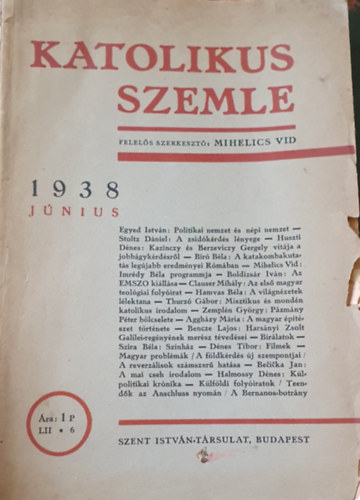 KATOLIKUS
SZEMLE
FELELŐS SZERKESZTŐ: MIHELICS VID
1938
JÚNIUS
Egyed István: Politikai nemzet és népi nemzet —
Stoltz Dániel: A zsidókérdés lényege — Huszti
Dénes: Kazinczy és Berzeviczy Gergely vitája a
jobbágykérdésről — Bíró Béla: A katakombakuta-
tás legújabb eredményei Rómában — Mihelics Vid:
Imrédy Béla programmja — Boldizsár Iván: Az
EMSZO kiállása — Clauser Mihály: Az első magyar
teológiai folyóirat — Hamvas Béla: A világnézetek
lélektana — Thurzó Gábor: Misztikus és mondén
katolikus irodalom — Zemplén György: Pázmány
Péter bölcselete — Aggházy Mária: A magyar épité-
szet története — Bencze Lajos: Harsányi Zsolt
Galilei-regényének merész tévedései — Birálatok —
Szira Béla: Színház — Dénes Tibor: Filmek —
Magyar problémák / A földkérdés új szempontjai /
A reverzálisok számszerű hatása — Belička Jan:
A mai cseh irodalom — Halmossy Dénes: Kül-
politikai krónika — Külföldi folyóiratok / Teen-
dők az Anschluss nyomán / A Bernanos-botrány
Ára: 1 P
LII • 6
SZENT ISTVÁN-TÁRSULAT, BUDAPEST